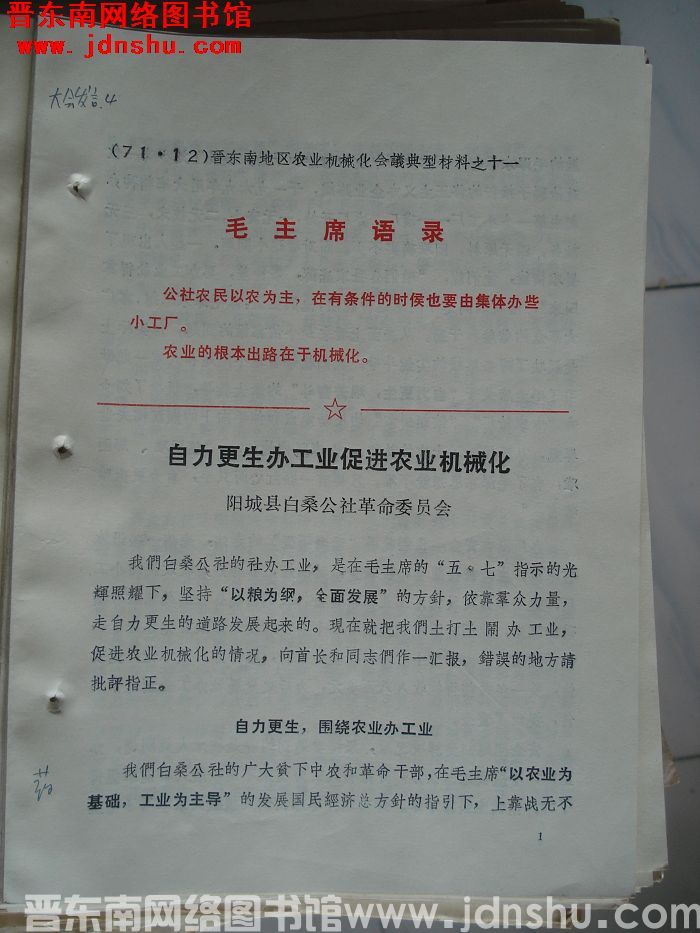 晋东南网络图书馆
www.jdnshu.com
大会发言.4
(71·12)晋东南地区农业机械化会議典型材料之十一
毛主席语录
公社农民以农为主，在有条件的时候也要由集体办些
小工厂。
农业的根本出路在于机械化。
自力更生办工业促进农业机械化
阳城县白桑公社革命委员会
我們白桑公社的社办工业，是在毛主席的“五·七”指示的光
輝照耀下，坚持“以粮为纲，全面发展”的方針，依靠羣众力量，
走自力更生的道路发展起来的。现在就把我們土打土鬧办工业，
促进农业机械化的情况，向首长和同志們作一汇报，錯誤的地方請
批評指正。
自力更生，围绕农业办工业
我們白桑公社的广大貧下中农和革命干部，在毛主席“以农业为
基础，工业为主导”的发展国民經济总方針的指引下，上靠战无不
1
晋东南网络图书馆www.jdnshu.com